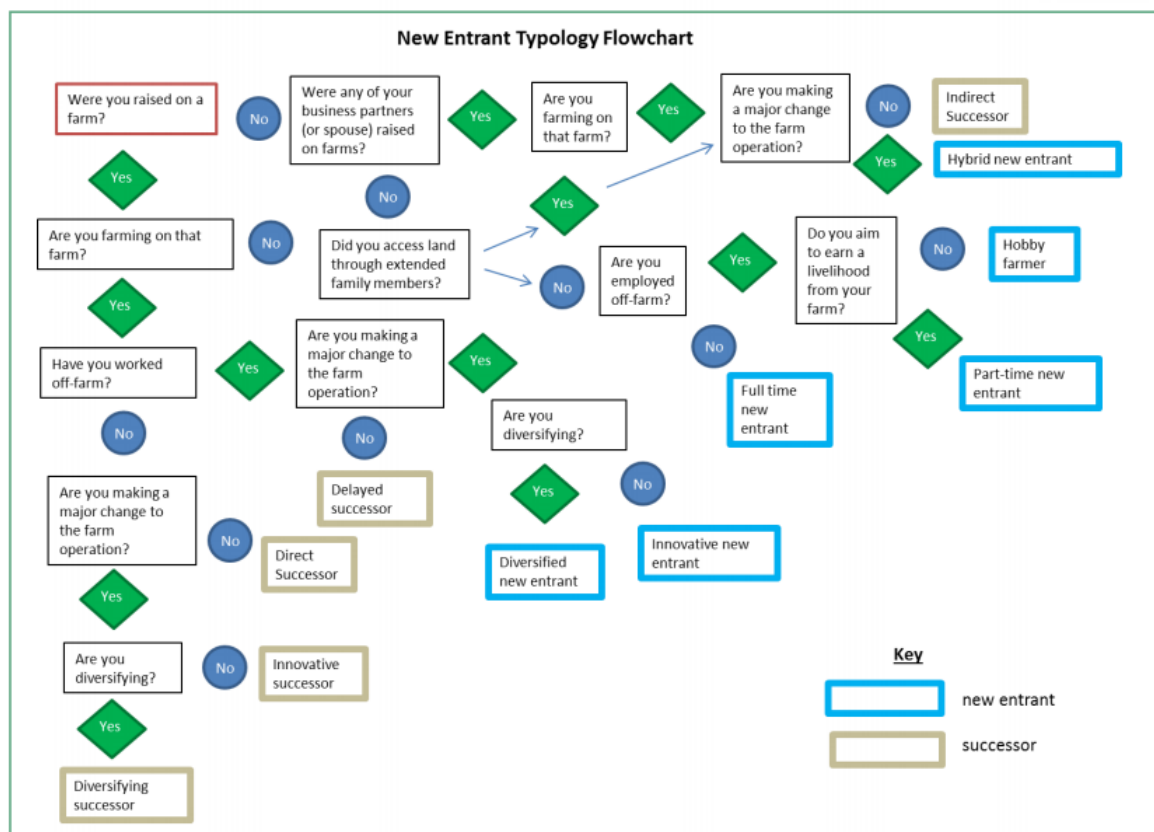 New Entrant Typology Flowchart
Were you raised on a
farm?
No
Were any of your
business partners
(or spouse) raised
on farms?
Yes
Are you
farming on
that farm?
Yes
Are you making
a major change
to the farm
operation?
No
Indirect
Successor
Yes
Hybrid new entrant
Yes
No
Yes
Are you farming on that
farm?
No
Did you access land
through extended
family members?
No
Are you
employed
off-farm?
Yes
Do you aim
to earn a
livelihood
from your
farm?
No
Hobby
farmer
Yes
Part-time new
entrant
No
Full time
new
entrant
Yes
Have you worked
off-farm?
Yes
Are you making a
major change to
the farm
operation?
Yes
Are you
diversifying?
No
No
Delayed
successor
Yes
No
Diversified
new entrant
Innovative new
entrant
Are you making a
major change to
the farm
operation?
No
Direct
Successor
Yes
Are you
diversifying?
No
Innovative
successor
Yes
Diversifying
successor
Key
new entrant
successor